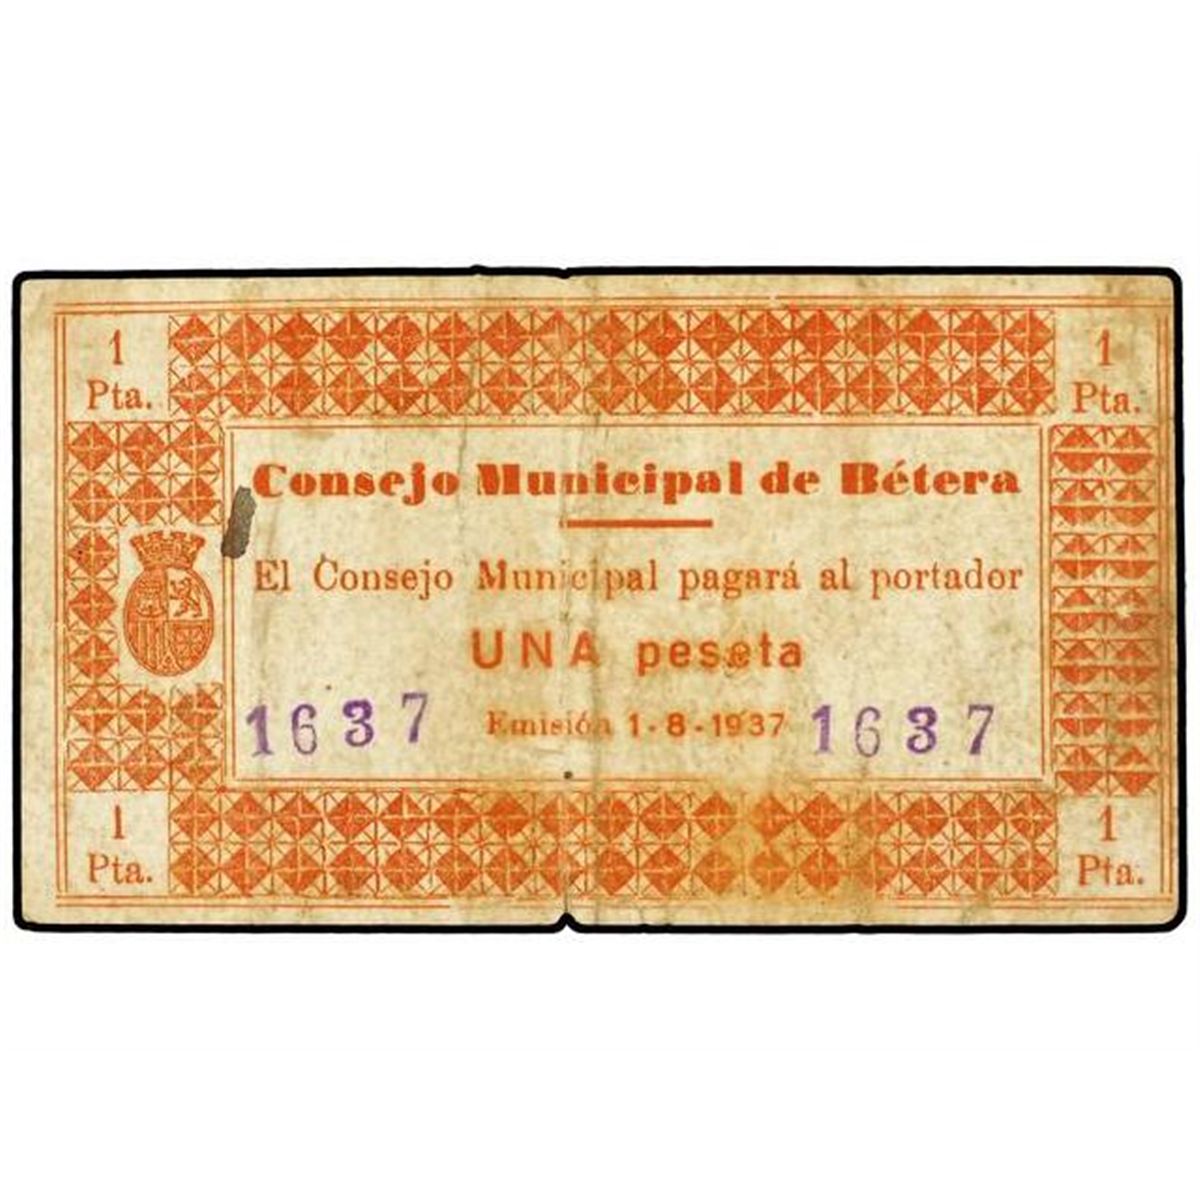 1 1
Pta. Pta.
Consejo Municipal de Bétera
El Consejo Municipal pagará al portador
UNA peseta
1637 Emisión 1-8-1937 1637
1 1
Pta. Pta.